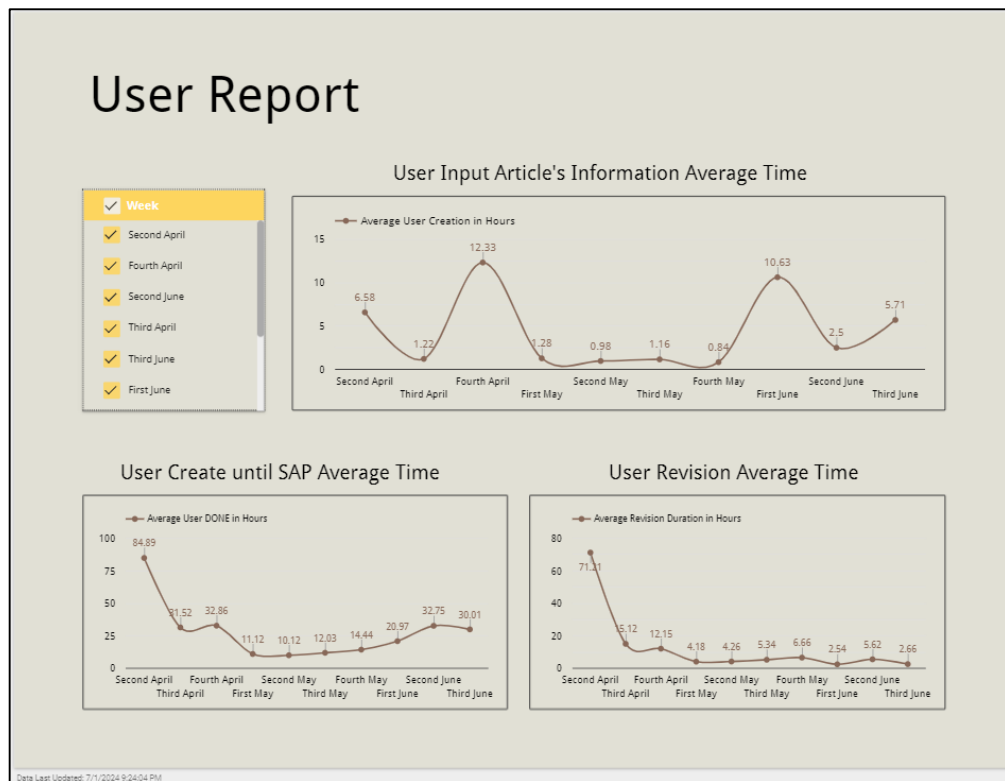 User Report
User Input Article's Information Average Time
Week
Second April
Fourth April
Second June
Third April
Third June
First June
Average User Creation in Hours
15
10
5
0
6.58
1.22
12.33
1.28
0.98
1.16
0.84
10.63
2.5
5.71
Second April
Third April
Fourth April
First May
Second May
Third May
Fourth May
First June
Second June
Third June
User Create until SAP Average Time
Average User DONE in Hours
100
75
50
25
0
84.89
31.52
32.86
11.12
10.12
12.03
14.44
20.97
32.75
30.01
Second April
Third April
Fourth April
First May
Second May
Third May
Fourth May
First June
Second June
Third June
User Revision Average Time
Average Revision Duration in Hours
80
60
40
20
0
71.21
15.12
12.15
4.18
4.26
5.34
6.66
2.54
5.62
2.66
Second April
Third April
Fourth April
First May
Second May
Third May
Fourth May
First June
Second June
Third June
Data Last Updated: 7/1/2024 9:24:04 PM